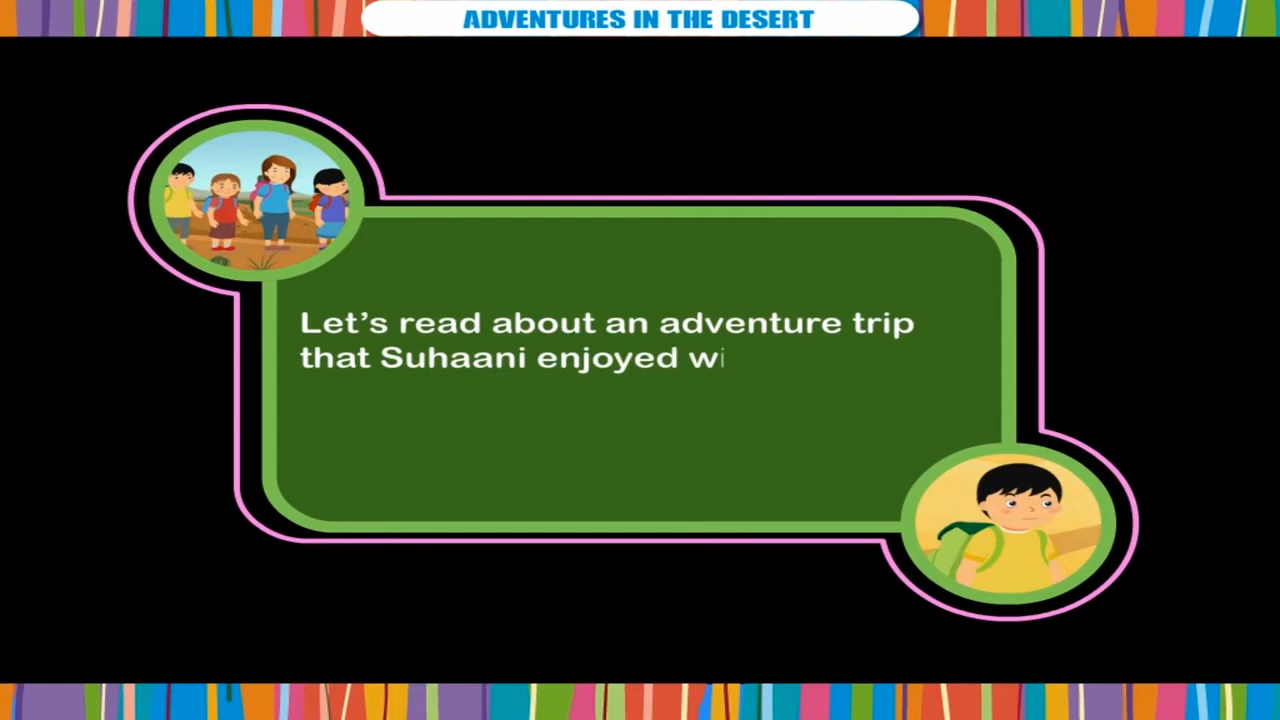 ADVENTURES IN THE DESERT
Let's read about an adventure trip
that Suhaani enjoyed wi